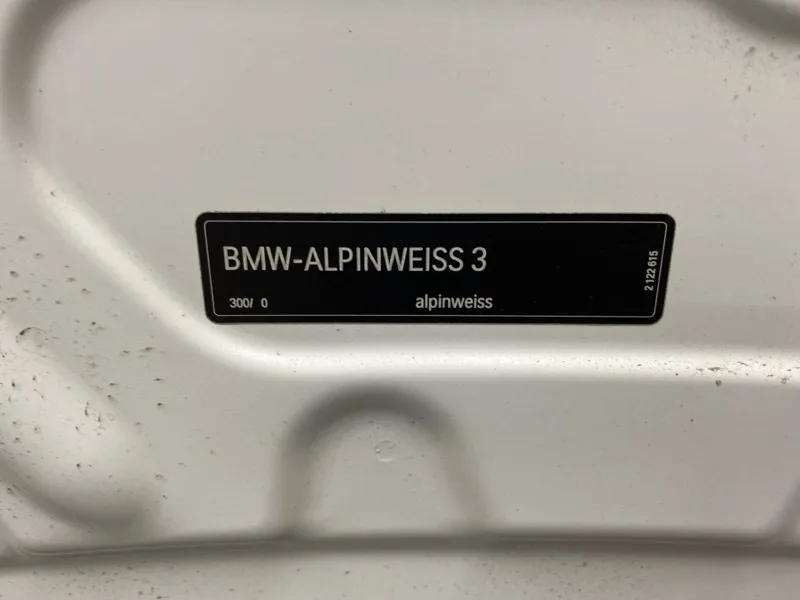 BMW-ALPINWEISS 3
300/ 0 alpinweiss
2 122 615